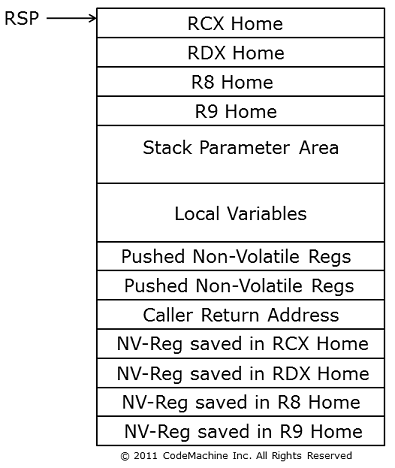 RSP
RCX Home
RDX Home
R8 Home
R9 Home
Stack Parameter Area
Local Variables
Pushed Non-Volatile Regs
Pushed Non-Volatile Regs
Caller Return Address
NV-Reg saved in RCX Home
NV-Reg saved in RDX Home
NV-Reg saved in R8 Home
NV-Reg saved in R9 Home
© 2011 CodeMachine Inc. All Rights Reserved